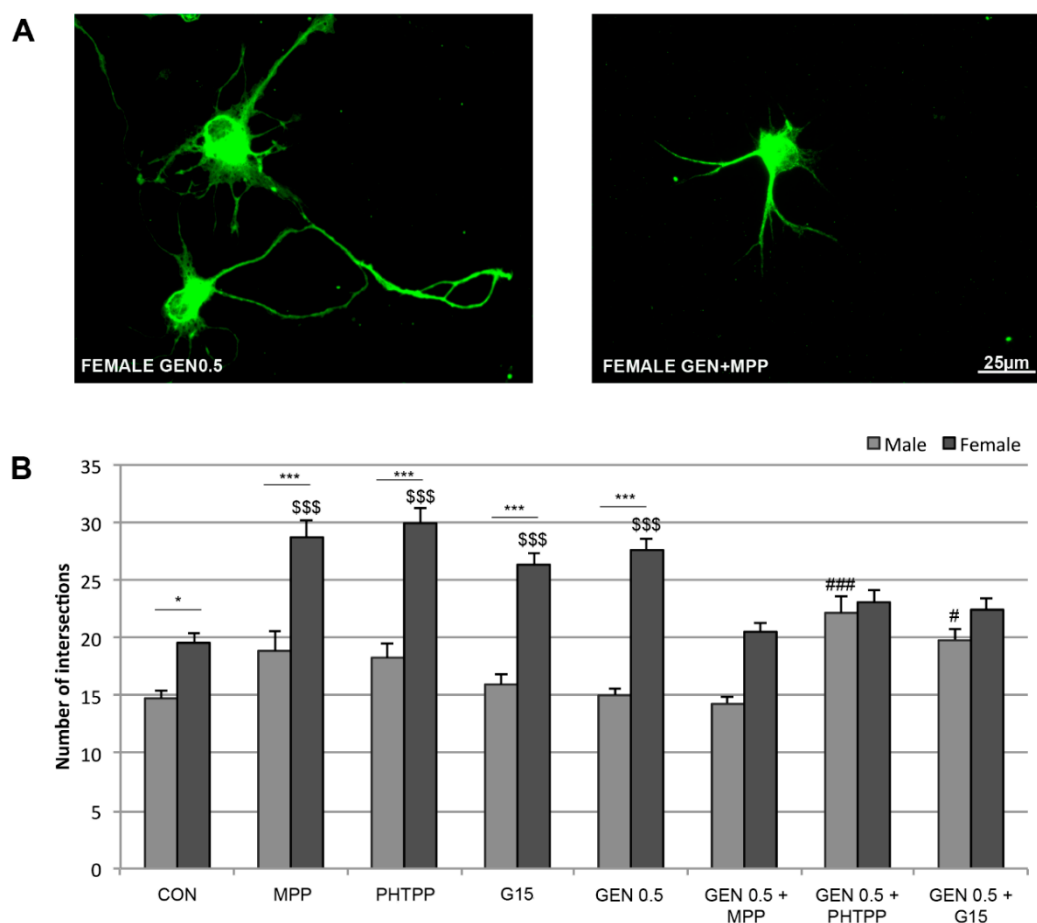 A
FEMALE GEN0.5
FEMALE GEN+MPP
25µm
B
Male Female
Number of intersections
35
30
25
20
15
10
5
0
*
***
$$$
***
$$$
***
$$$
***
$$$
###
#
CON
MPP
PHTPP
G15
GEN 0.5
GEN 0.5 +
MPP
GEN 0.5 +
PHTPP
GEN 0.5 +
G15